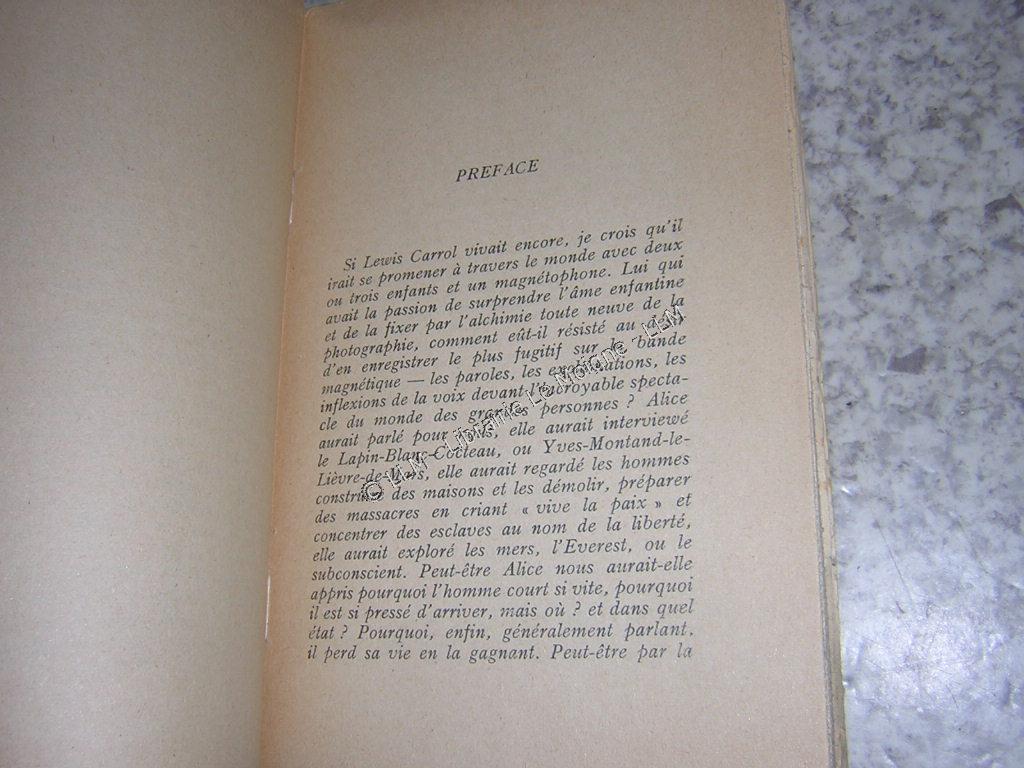 PREFACE
Si Lewis Carrol vivait encore, je crois qu'il
irait se promener à travers le monde avec deux
ou trois enfants et un magnétophone. Lui qui
avait la passion de surprendre l'âme enfantine
et de la fixer par l'alchimie toute neuve de la
photographie, comment eût-il résisté au
d'en enregistrer le plus fugitif sur la bande
magnétique — les paroles, les les
inflexions de la voix devant l'incroyable specta-
cle du monde des grandes personnes ? Alice
aurait parlé pour elle aurait interviewé
le Lapin-Blanc-Cocteau, ou Yves-Montand-le-
Lièvre-de-Mars, elle aurait regardé les hommes
construire des maisons et les démolir, préparer
des massacres en criant « vive la paix » et
concentrer des esclaves au nom de la liberté,
elle aurait exploré les mers, l'Everest, ou le
subconscient. Peut-être Alice nous aurait-elle
appris pourquoi l'homme court si vite, pourquoi
il est si pressé d'arriver, mais où ? et dans quel
état ? Pourquoi, enfin, généralement parlant,
il perd sa vie en la gagnant. Peut-être par la
© LLM - Librairie Le Moigne - LLM